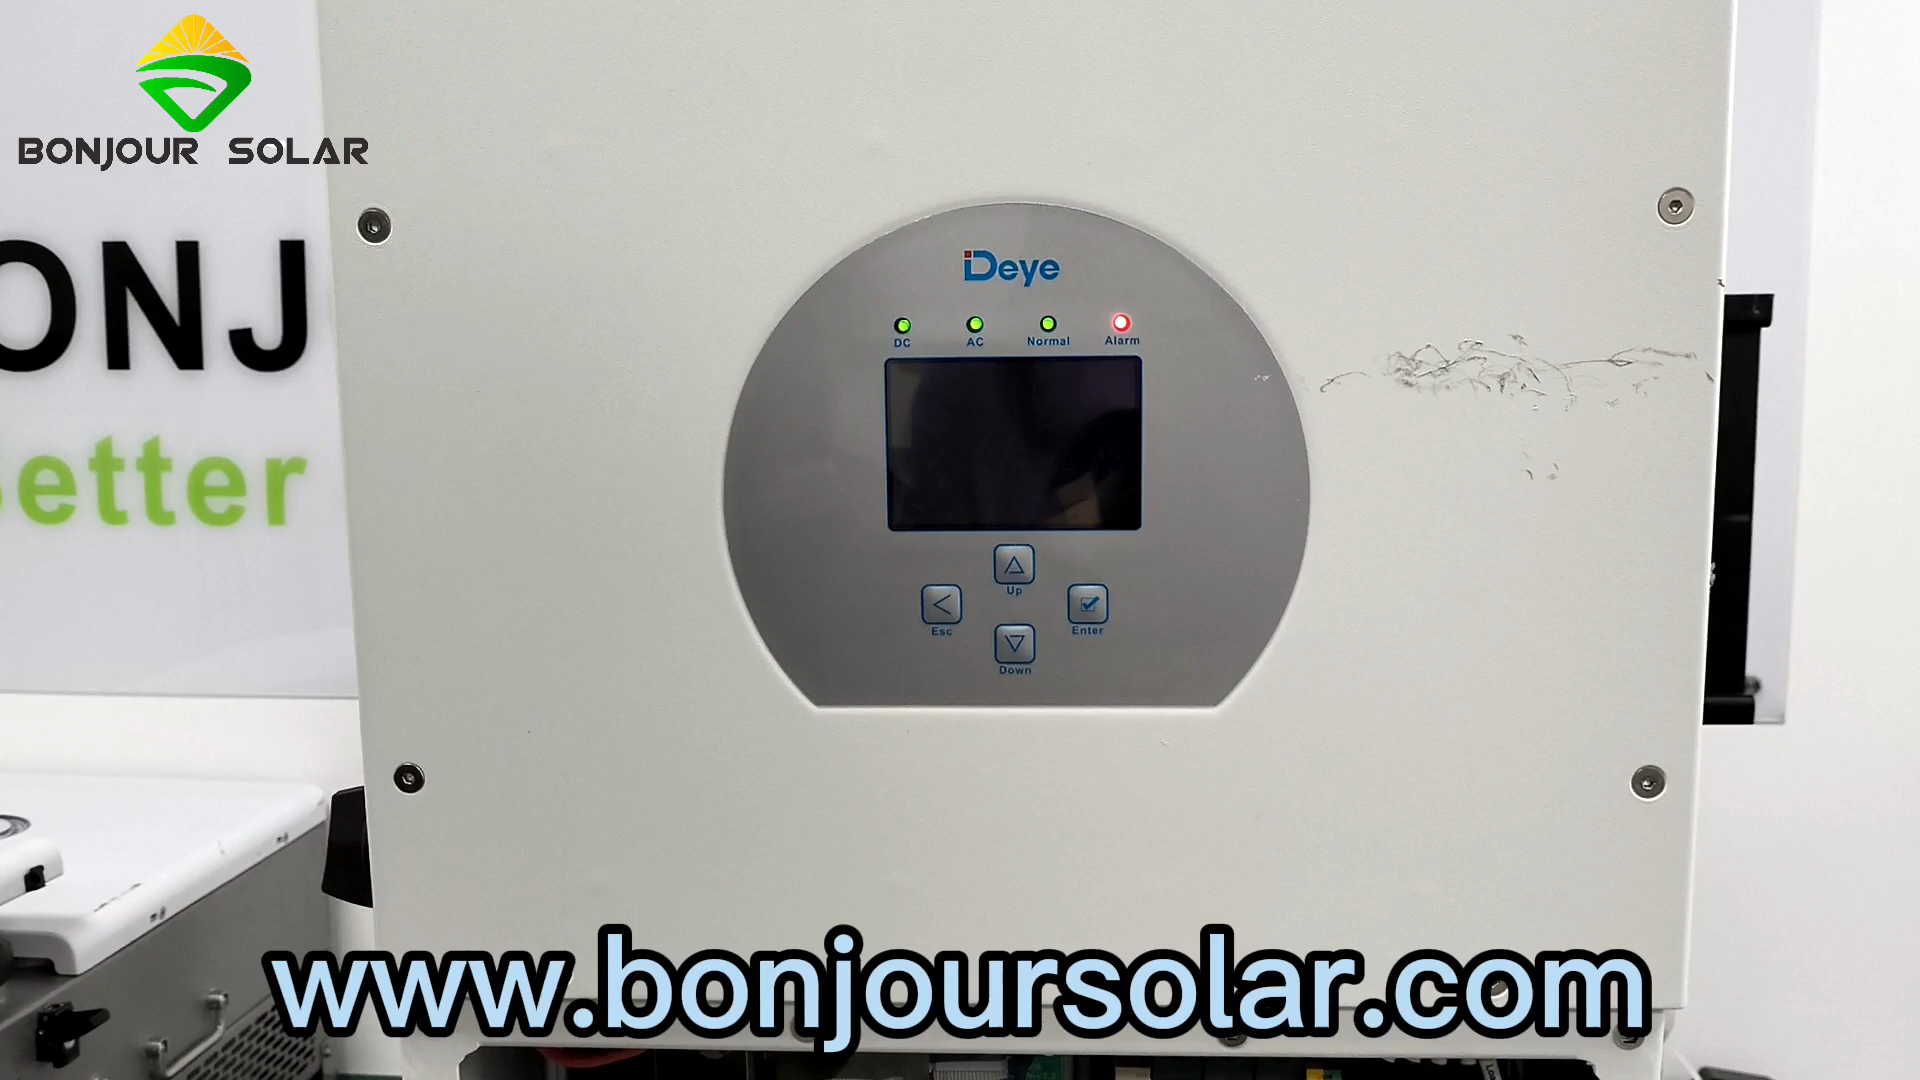 BONJOUR SOLAR
ONJ
etter
Deye
DC AC Normal Alarm
Up
Esc Enter
Down
www.bonjoursolar.com